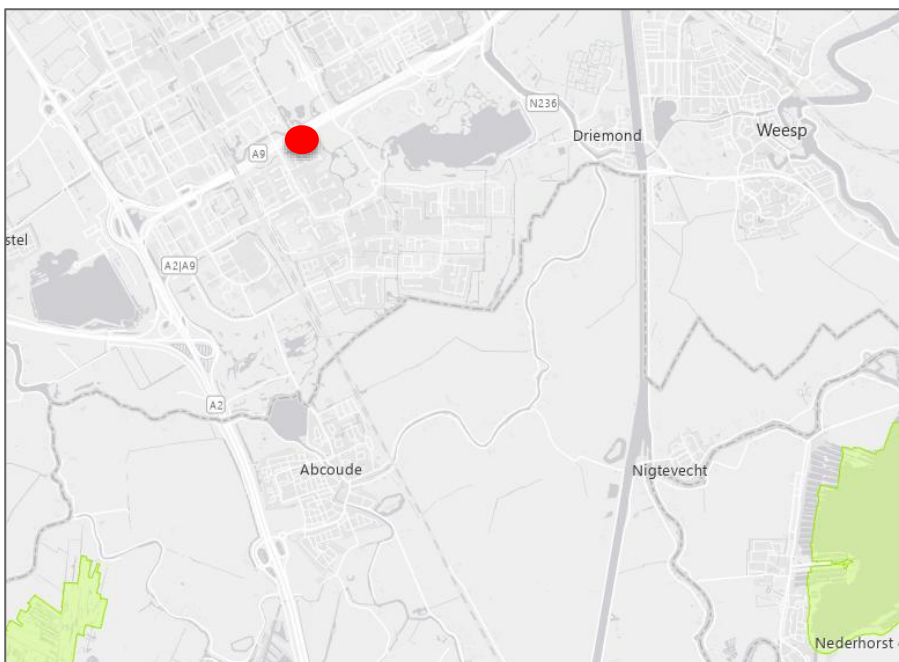 N236
Driemond
Weesp
A9
stel
A2|A9
A2
Abcoude
Nigtevecht
Nederhorst